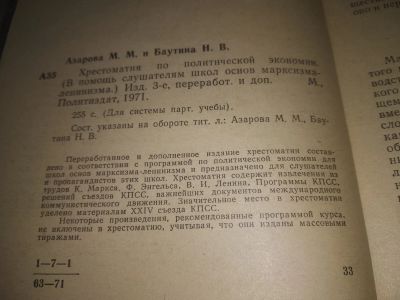 Азарова М. М. и Баутина Н. В.
А35 Хрестоматия по политической экономии.
(В помощь слушателям школ основ марксизма-
ленинизма.) Изд. 3-е, переработ. и доп. М.,
Политиздат, 1971.
255 с. (Для системы парт. учебы).
Сост. указаны на обороте тит. л.: Азарова М. М., Бау-
тина Н. В.
Переработанное и дополненное издание хрестоматии состав-
лено в соответствии с программой по политической экономии для
школ основ марксизма-ленинизма и предназначено для слушателей
и пропагандистов этих школ. Хрестоматия содержит извлечения из
трудов К. Маркса, Ф. Энгельса, В. И. Ленина, Программы КПСС,
решений съездов КПСС, важнейших документов международного
коммунистического движения. Значительное место в хрестоматии
уделено материалам XXIV съезда КПСС.
Некоторые произведения, рекомендованные программой курса,
не включены в хрестоматию, учитывая, что они изданы массовыми
тиражами.
1—7—1
63—71
33